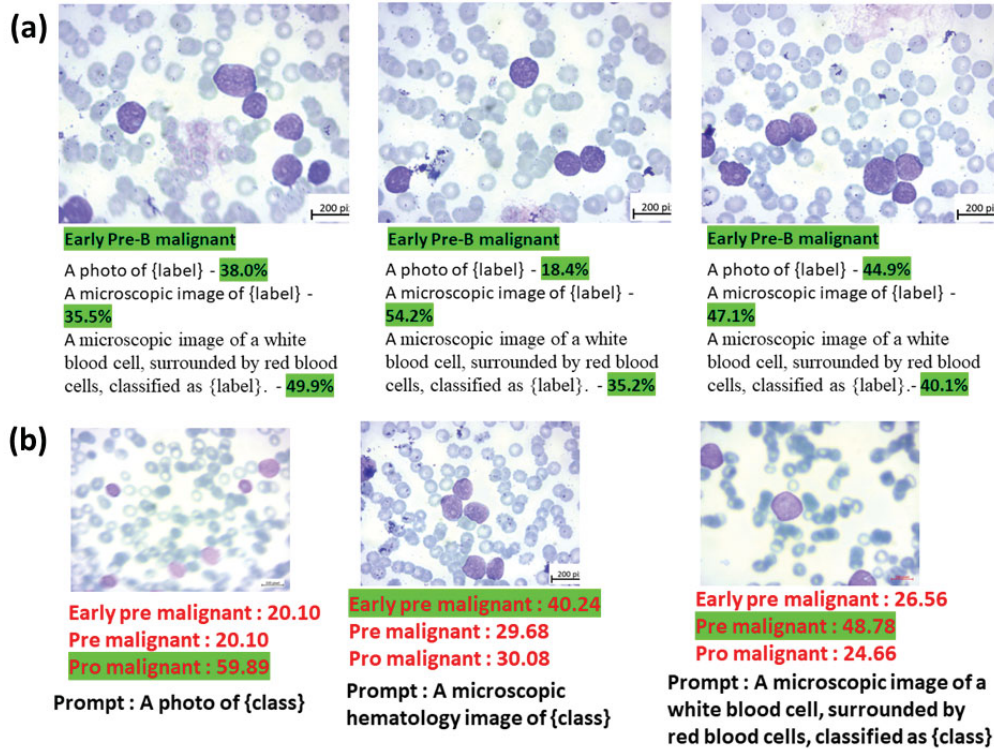 (a)
200 pi
200 pi
200 pi
Early Pre-B malignant
A photo of {label} - 38.0%
A microscopic image of {label} -
35.5%
A microscopic image of a white
blood cell, surrounded by red blood
cells, classified as {label}. - 49.9%
Early Pre-B malignant
A photo of {label} - 18.4%
A microscopic image of {label} -
54.2%
A microscopic image of a white
blood cell, surrounded by red blood
cells, classified as {label}. - 35.2%
Early Pre-B malignant
A photo of {label} - 44.9%
A microscopic image of {label} -
47.1%
A microscopic image of a white
blood cell, surrounded by red blood
cells, classified as {label}.- 40.1%
(b)
Early pre malignant : 20.10
Pre malignant : 20.10
Pro malignant : 59.89
Prompt : A photo of {class}
200 pi
Early pre malignant : 40.24
Pre malignant : 29.68
Pro malignant : 30.08
Prompt : A microscopic
hematology image of {class}
Early pre malignant : 26.56
Pre malignant : 48.78
Pro malignant : 24.66
Prompt : A microscopic image of a
white blood cell, surrounded by
red blood cells, classified as {class}